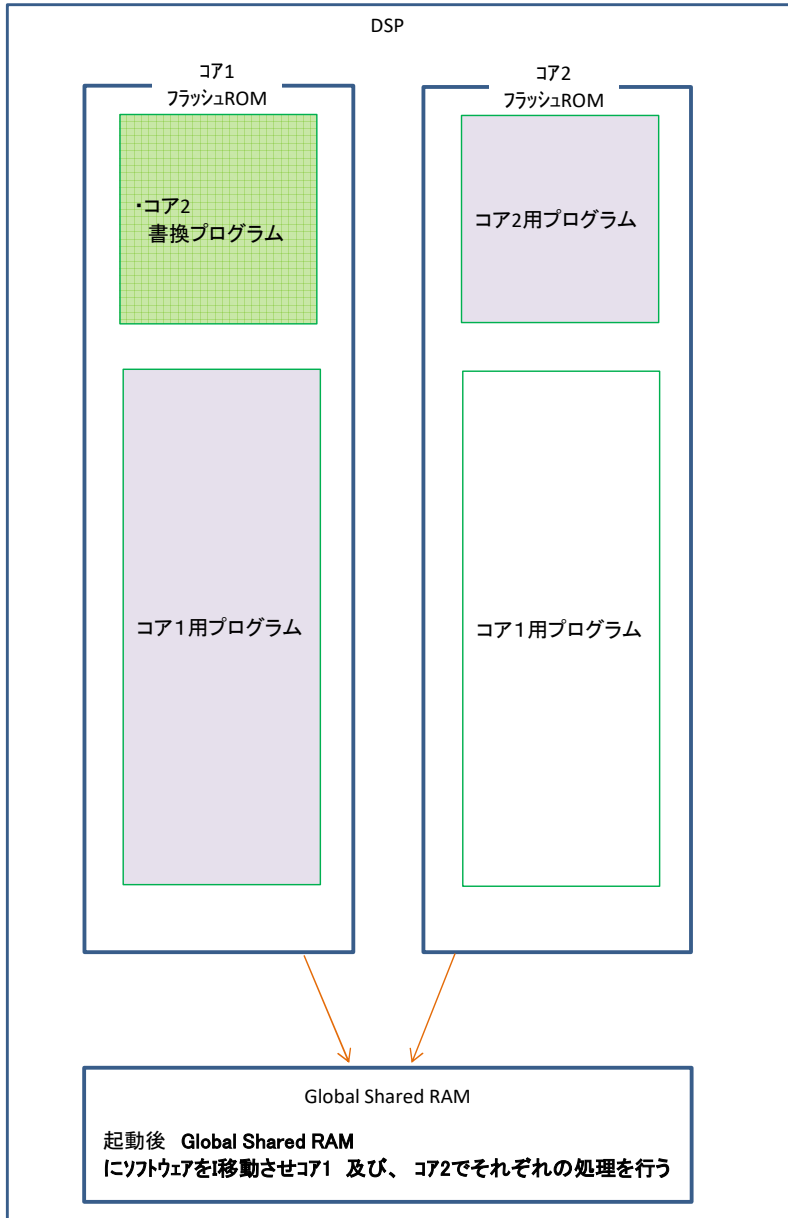 DSP
コア1
フラッシュROM
コア2
フラッシュROM
・コア2
書換プログラム
コア2用プログラム
コア１用プログラム
コア１用プログラム
Global Shared RAM
起動後 Global Shared RAM
にソフトウェアをI移動させコア1 及び、 コア2でそれぞれの処理を行う